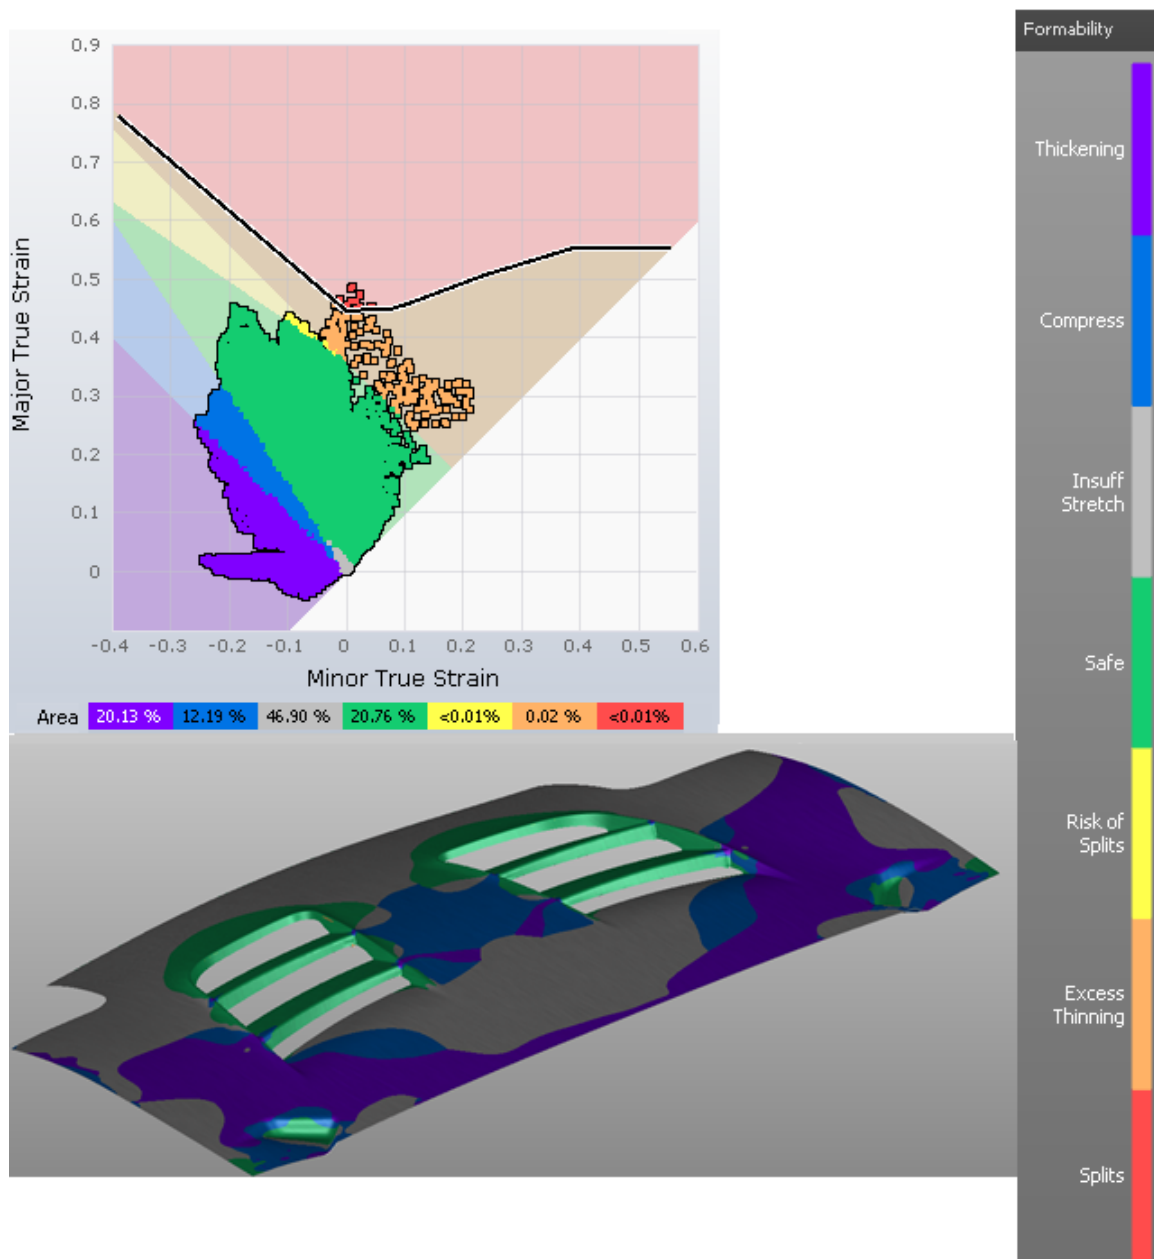 0.9
0.8
0.7
0.6
0.5
0.4
0.3
0.2
0.1
0
Major True Strain
-0.4 -0.3 -0.2 -0.1 0 0.1 0.2 0.3 0.4 0.5 0.6
Minor True Strain
Area 20.13 % 12.19 % 46.90 % 20.76 % <0.01% 0.02 % <0.01%
Formability
Thickening
Compress
Insuff
Stretch
Safe
Risk of
Splits
Excess
Thinning
Splits